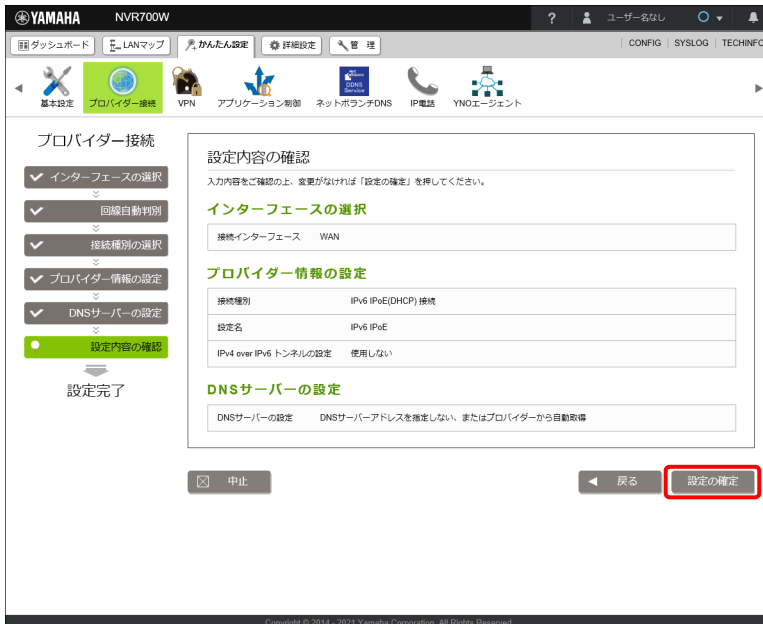 YAMAHA NVR700W ? ユーザー名なし
ダッシュボード LANマップ かんたん設定 詳細設定 管 理 CONFIG SYSLOG TECHINFO
基本設定 プロバイダー接続 VPN アプリケーション制御 ネットボランチDNS IP電話 YNOエージェント
プロバイダー接続
インターフェースの選択
回線自動判別
接続種別の選択
プロバイダー情報の設定
DNSサーバーの設定
設定内容の確認
設定完了
設定内容の確認
入力内容をご確認の上、変更がなければ「設定の確定」を押してください。
インターフェースの選択
接続インターフェース WAN
プロバイダー情報の設定
接続種別 IPv6 IPoE(DHCP) 接続
設定名 IPv6 IPoE
IPv4 over IPv6 トンネルの設定 使用しない
DNSサーバーの設定
DNSサーバーの設定 DNSサーバーアドレスを指定しない、またはプロバイダーから自動取得
中止 戻る 設定の確定
Copyright © 2014 - 2021 Yamaha Corporation. All Rights Reserved.